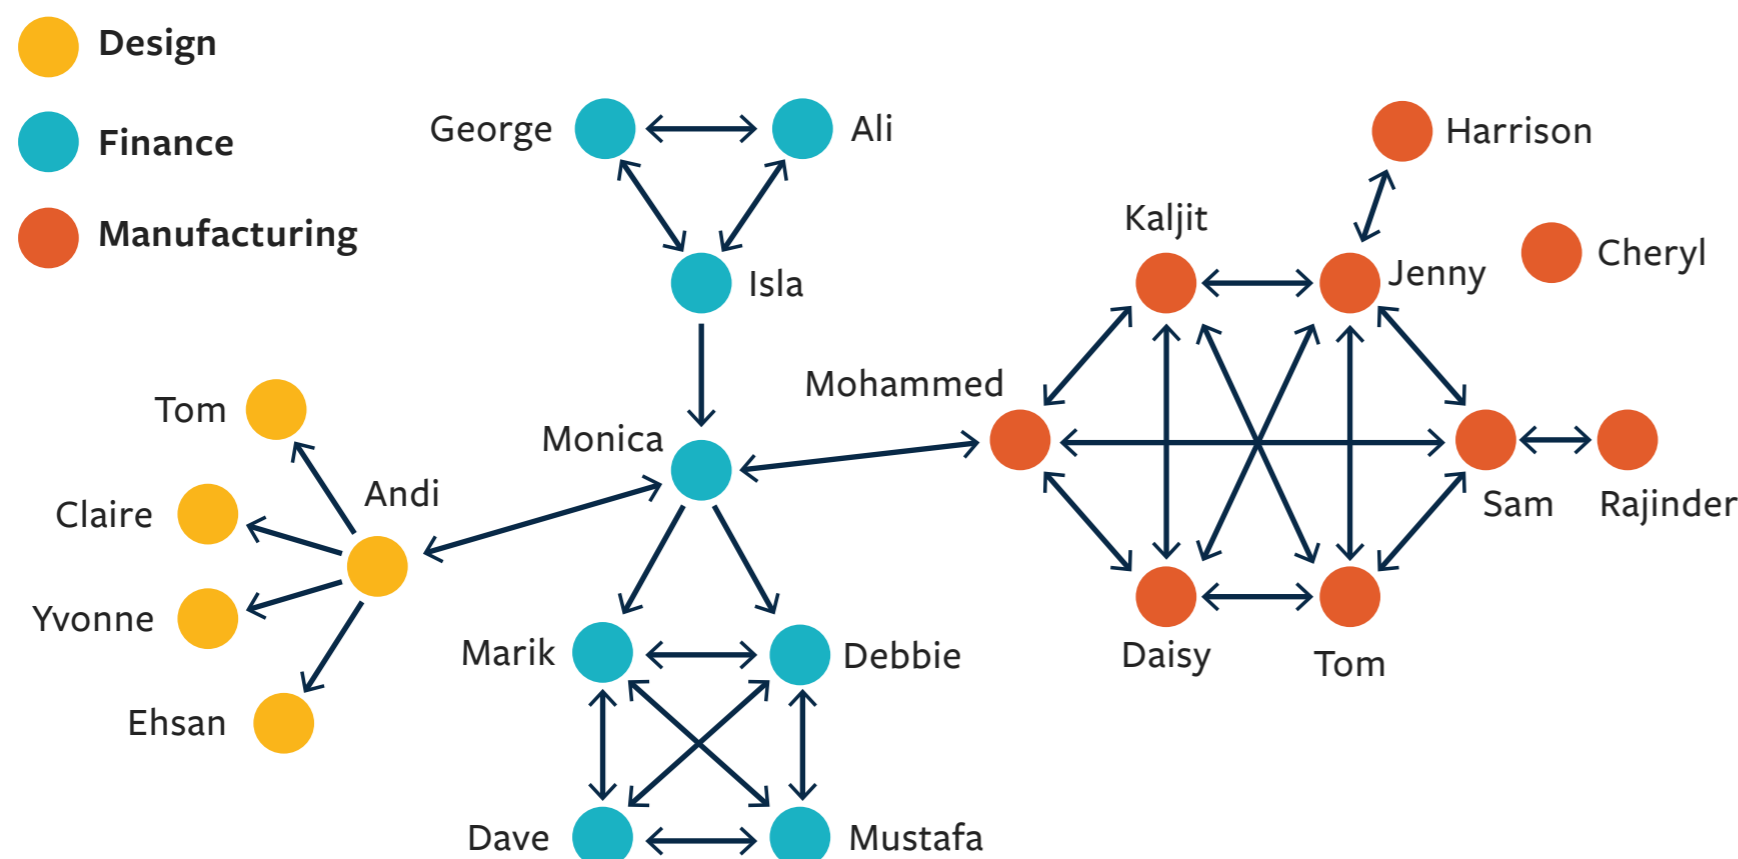 Design
Finance
Manufacturing
George
Ali
Harrison
Kaljit
Cheryl
Jenny
Isla
Mohammed
Tom
Monica
Andi
Claire
Sam
Rajinder
Yvonne
Marik
Debbie
Daisy
Tom
Ehsan
Dave
Mustafa